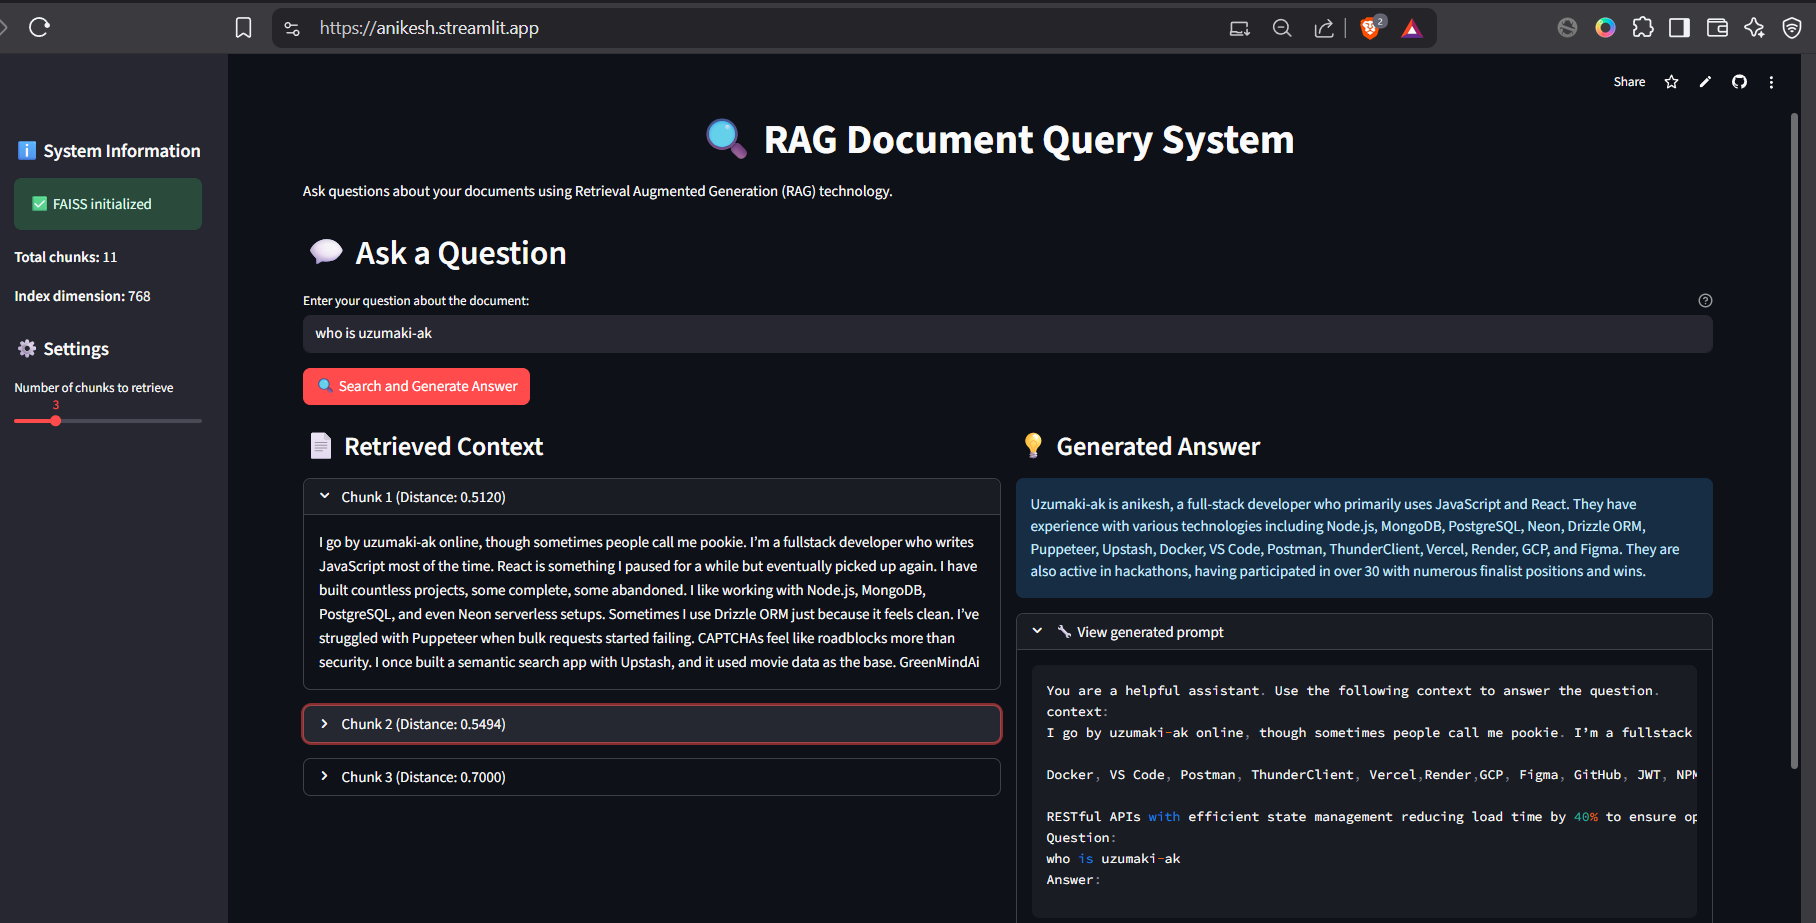 https://anikesh.streamlit.app
2
Share
System Information
FAISS initialized
Total chunks: 11
Index dimension: 768
Settings
Number of chunks to retrieve
3
RAG Document Query System
Ask questions about your documents using Retrieval Augmented Generation (RAG) technology.
Ask a Question
Enter your question about the document:
who is uzumaki-ak
Search and Generate Answer
Retrieved Context
Chunk 1 (Distance: 0.5120)
I go by uzumaki-ak online, though sometimes people call me pookie. I’m a fullstack developer who writes
JavaScript most of the time. React is something I paused for a while but eventually picked up again. I have
built countless projects, some complete, some abandoned. I like working with Node.js, MongoDB,
PostgreSQL, and even Neon serverless setups. Sometimes I use Drizzle ORM just because it feels clean. I’ve
struggled with Puppeteer when bulk requests started failing. CAPTCHAs feel like roadblocks more than
security. I once built a semantic search app with Upstash, and it used movie data as the base. GreenMindAi
Chunk 2 (Distance: 0.5494)
Chunk 3 (Distance: 0.7000)
Generated Answer
Uzumaki-ak is anikesh, a full-stack developer who primarily uses JavaScript and React. They have
experience with various technologies including Node.js, MongoDB, PostgreSQL, Neon, Drizzle ORM,
Puppeteer, Upstash, Docker, VS Code, Postman, ThunderClient, Vercel, Render, GCP, and Figma. They are
also active in hackathons, having participated in over 30 with numerous finalist positions and wins.
View generated prompt
You are a helpful assistant. Use the following context to answer the question.
context:
I go by uzumaki-ak online, though sometimes people call me pookie. I’m a fullstack
Docker, VS Code, Postman, ThunderClient, Vercel,Render,GCP, Figma, GitHub, JWT, NPM
RESTful APIs with efficient state management reducing load time by 40% to ensure op
Question:
who is uzumaki-ak
Answer: